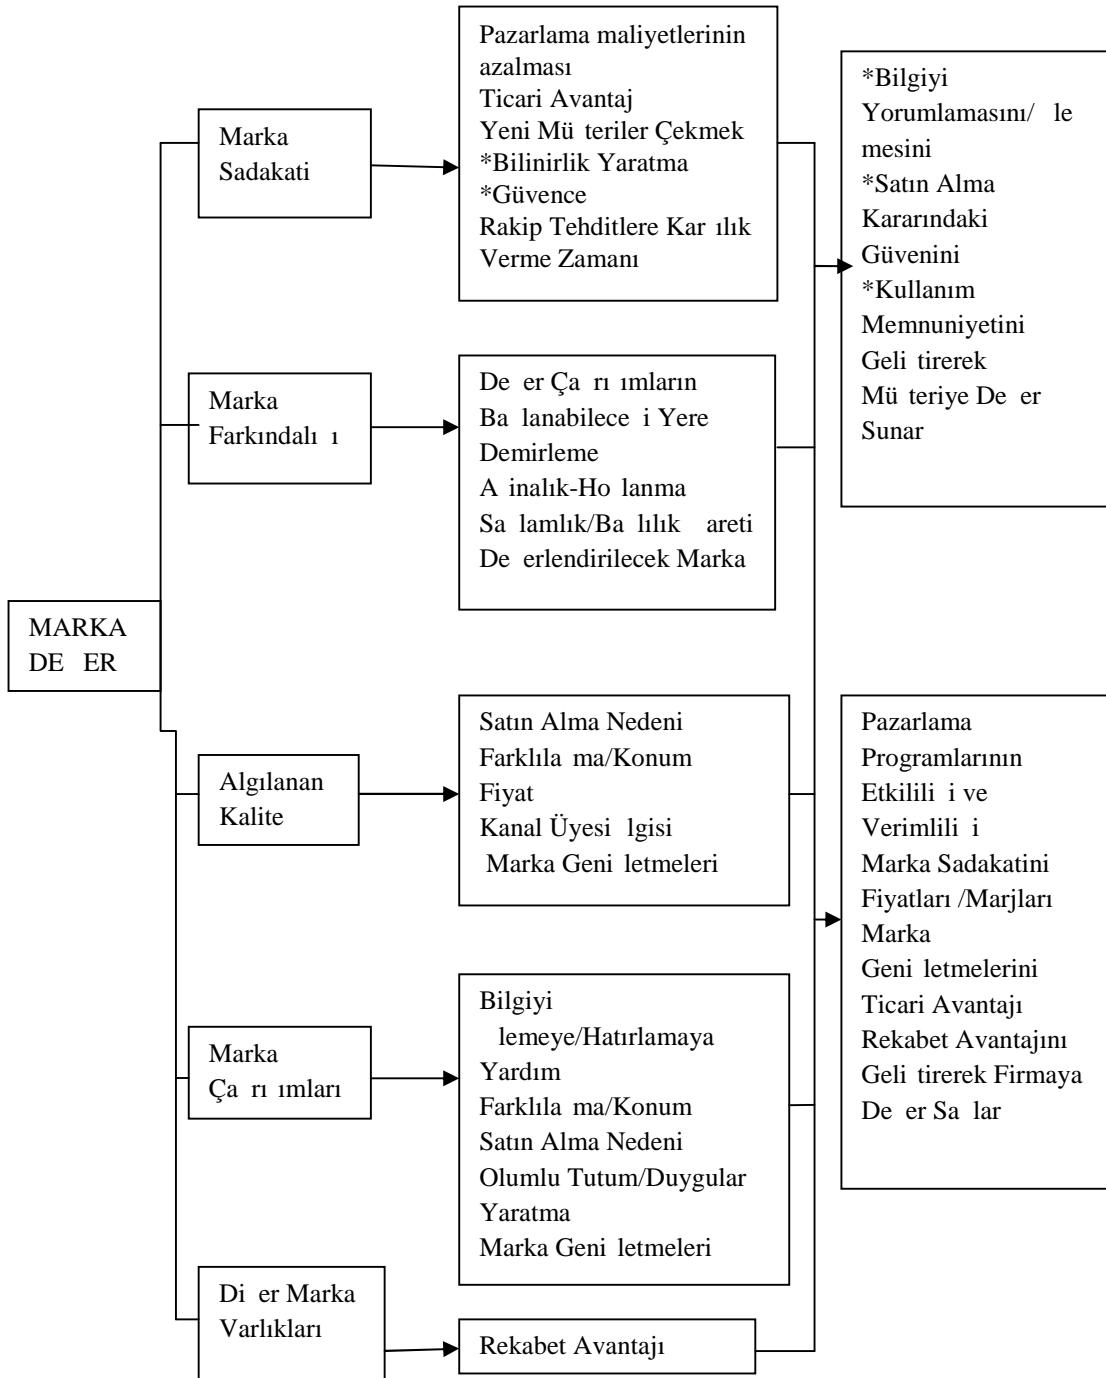 Pazarlama maliyetlerinin
azalması
Ticari Avantaj
Yeni Mü teriler Çekmek
*Bilinirlik Yaratma
*Güvence
Rakip Tehditlere Kar ılık
Verme Zamanı
*Bilgiyi
Yorumlamasını/ le
mesini
*Satın Alma
Kararındaki
Güvenini
*Kullanım
Memnuniyetini
Geli tirerek
Mü teriye De er
Sunar
Marka
Sadakati
De er Ça rı ımların
Ba lanabilece i Yere
Demirleme
A inalık-Ho lanma
Sa lamlık/Ba lılık areti
De erlendirilecek Marka
Marka
Farkındalı ı
MARKA
DE ER
Satın Alma Nedeni
Farklıla ma/Konum
Fiyat
Kanal Üyesi lgisi
Marka Geni letmeleri
Algılanan
Kalite
Pazarlama
Programlarının
Etkilili i ve
Verimlili i
Marka Sadakatini
Fiyatları /Marjları
Marka
Geni letmelerini
Ticari Avantajı
Rekabet Avantajını
Geli tirerek Firmaya
De er Sa lar
Bilgiyi
lemeye/Hatırlamaya
Yardım
Farklıla ma/Konum
Satın Alma Nedeni
Olumlu Tutum/Duygular
Yaratma
Marka Geni letmeleri
Marka
Ça rı ımları
Di er Marka
Varlıkları
Rekabet Avantajı